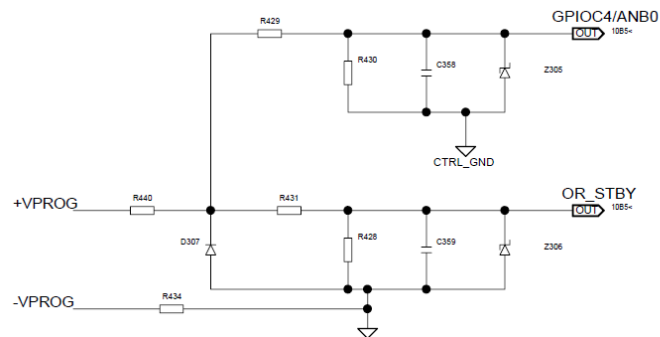 GPIOC4/ANB0
R429
OUT
10B5<
R430
C358
Z305
CTRL_GND
OR_STBY
+VPROG
R440
R431
OUT
10B5<
D307
R428
C359
Z306
-VPROG
R434